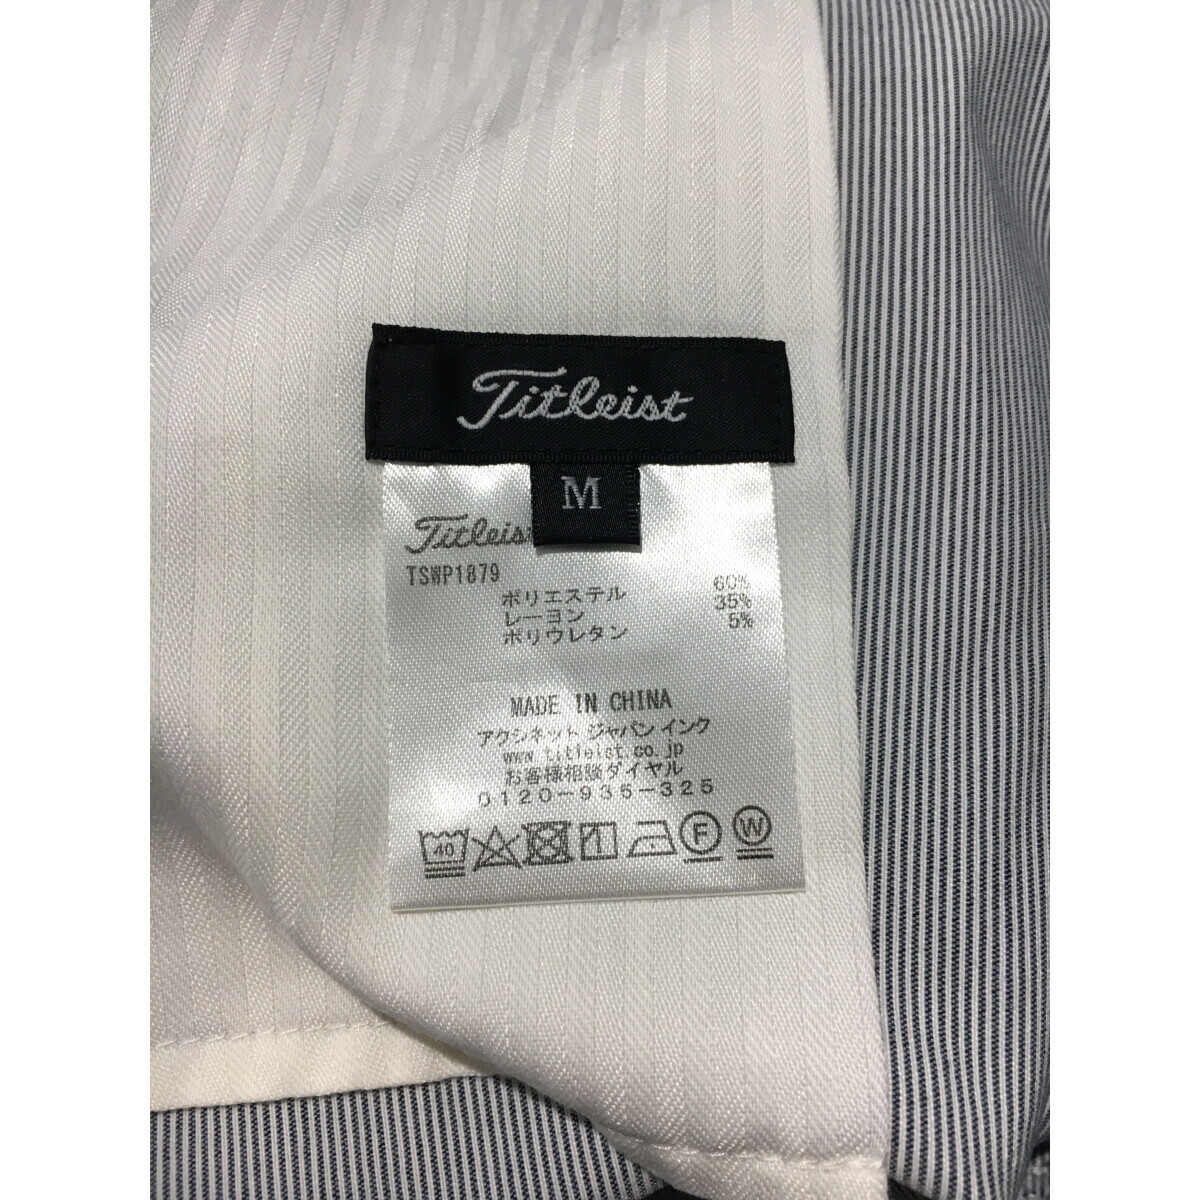 Titleist
M
Titleist
TSWP1879
ポリエステル 60%
レーヨン 35%
ポリウレタン 5%
MADE IN CHINA
アクシネット ジャパン インク
www.titleist.co.jp
お客様相談ダイヤル
0120-935-325
40 F W